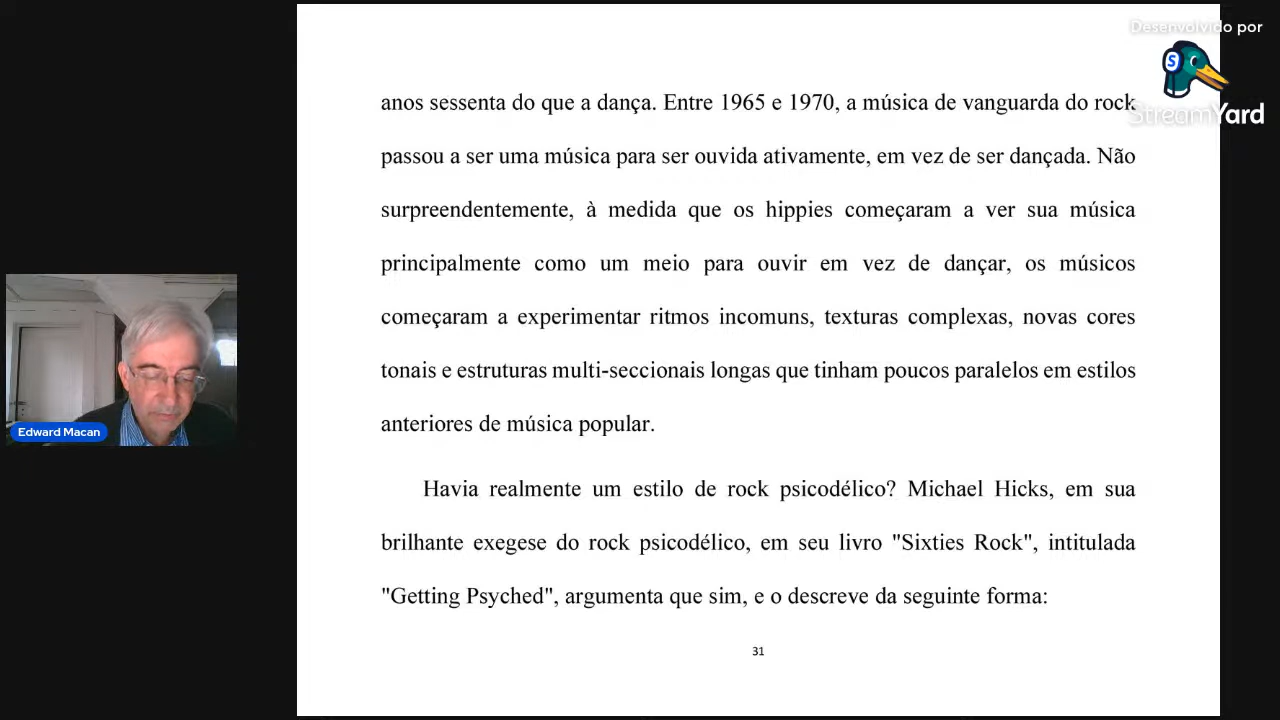 Desenvolvido por
StreamYard
anos sessenta do que a dança. Entre 1965 e 1970, a música de vanguarda do rock
passou a ser uma música para ser ouvida ativamente, em vez de ser dançada. Não
surpreendentemente, à medida que os hippies começaram a ver sua música
principalmente como um meio para ouvir em vez de dançar, os músicos
começaram a experimentar ritmos incomuns, texturas complexas, novas cores
tonais e estruturas multi-seccionais longas que tinham poucos paralelos em estilos
anteriores de música popular.
Havia realmente um estilo de rock psicodélico? Michael Hicks, em sua
brilhante exegese do rock psicodélico, em seu livro "Sixties Rock", intitulada
"Getting Psyched", argumenta que sim, e o descreve da seguinte forma:
31
Edward Macan